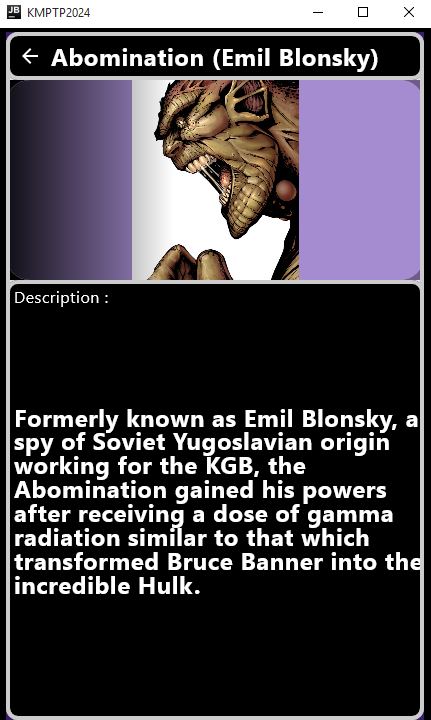 JB KMPTP2024
Abomination (Emil Blonsky)
Description :
Formerly known as Emil Blonsky, a
spy of Soviet Yugoslavian origin
working for the KGB, the
Abomination gained his powers
after receiving a dose of gamma
radiation similar to that which
transformed Bruce Banner into the
incredible Hulk.